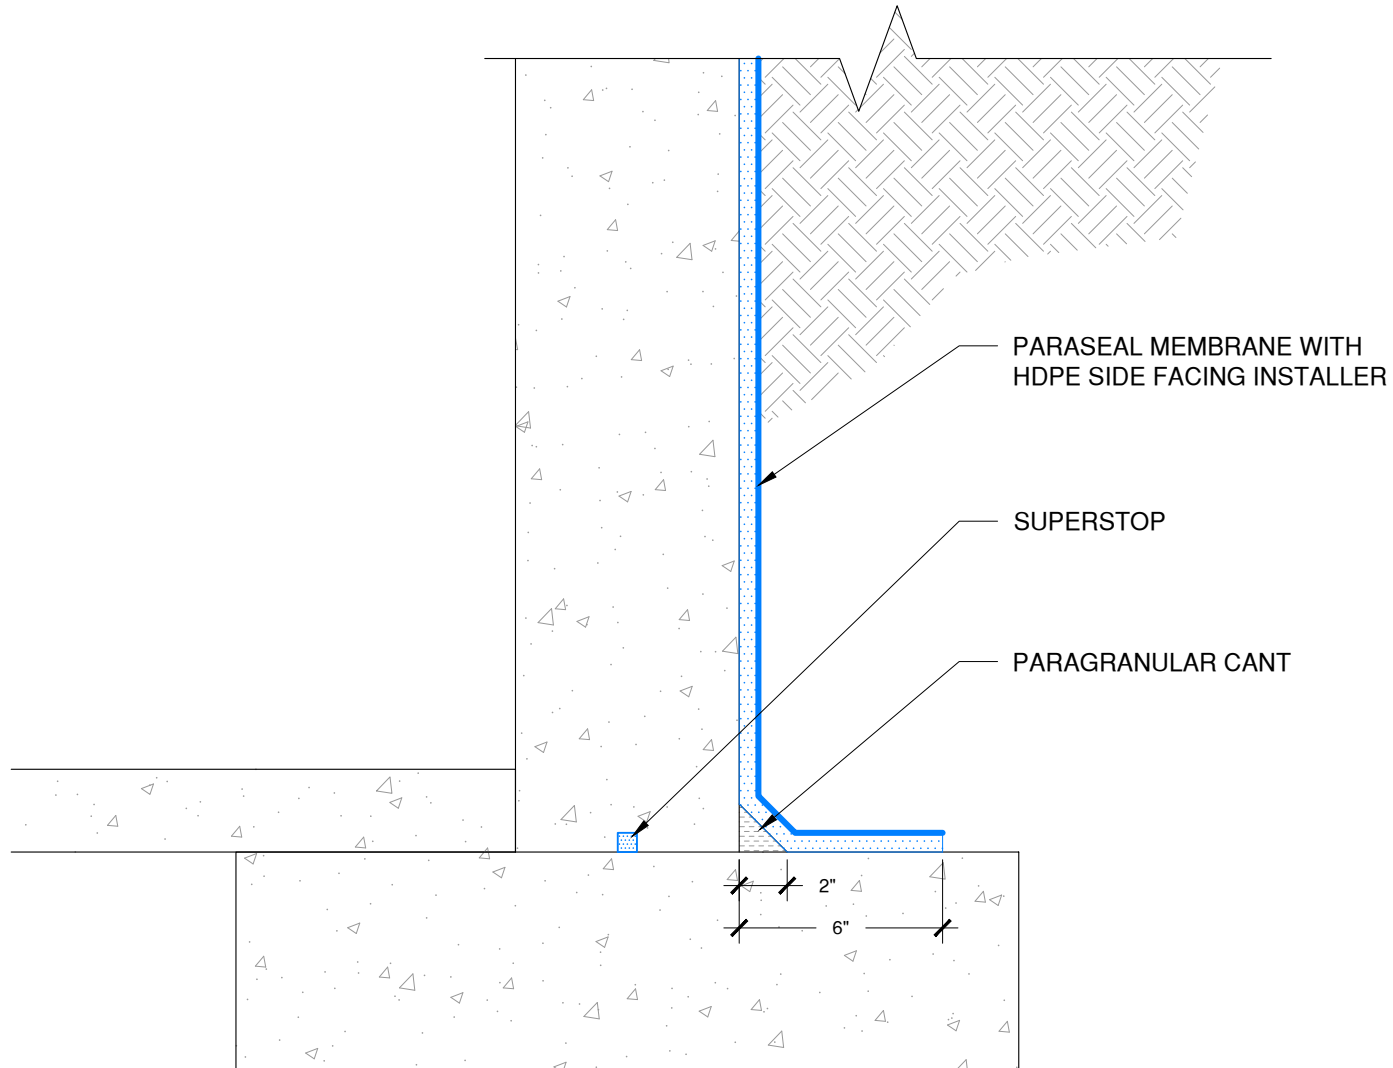 PARASEAL MEMBRANE WITH
HDPE SIDE FACING INSTALLER
SUPERSTOP
PARAGRANULAR CANT
2"
6"